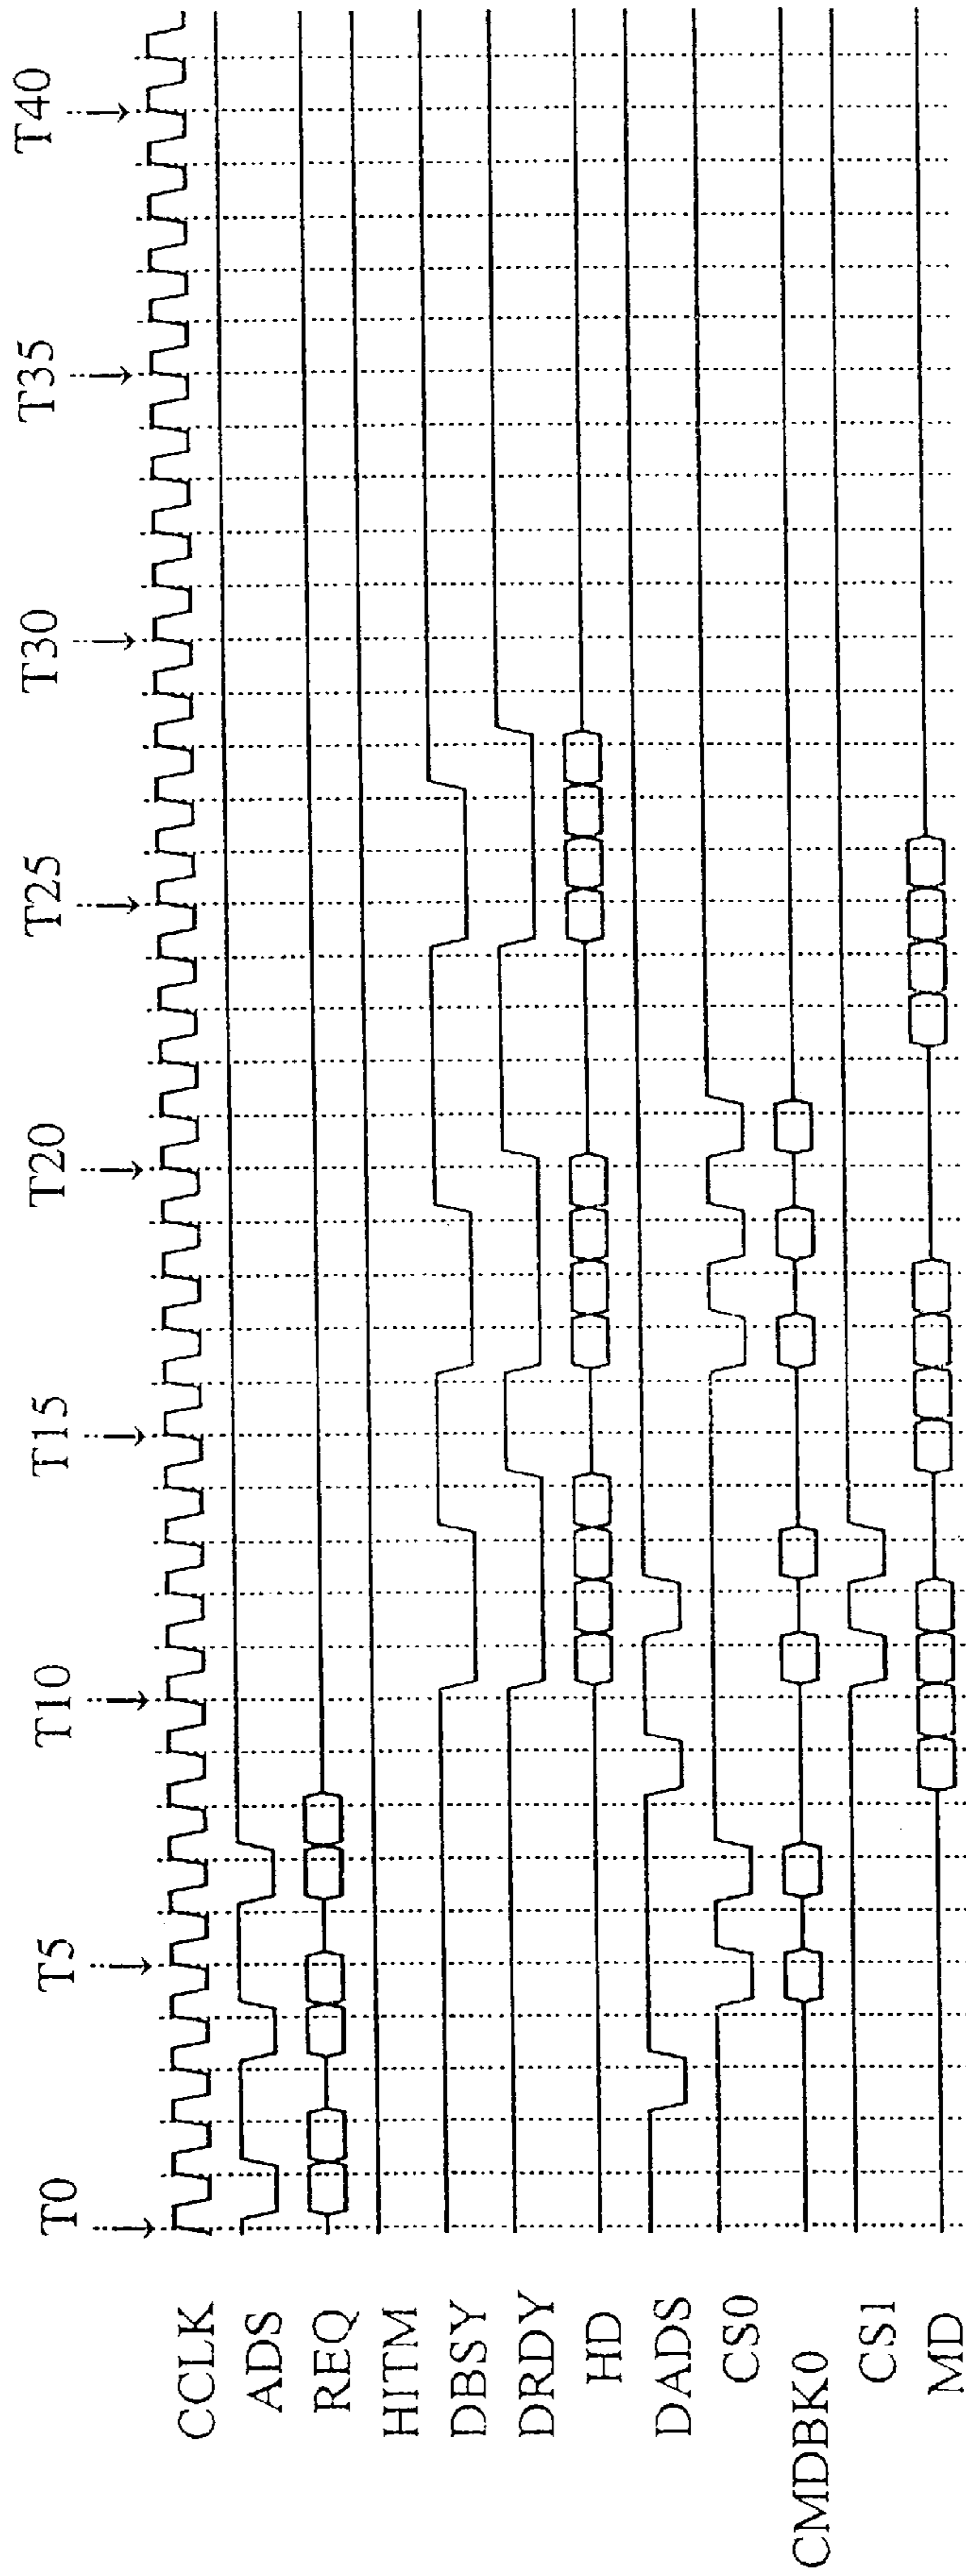 T0
T5
T10
T15
T20
T25
T30
T35
T40
CCLK
ADS
REQ
HITM
DBSY
DRDY
HD
DADS
CS0
CMDBK0
CS1
MD